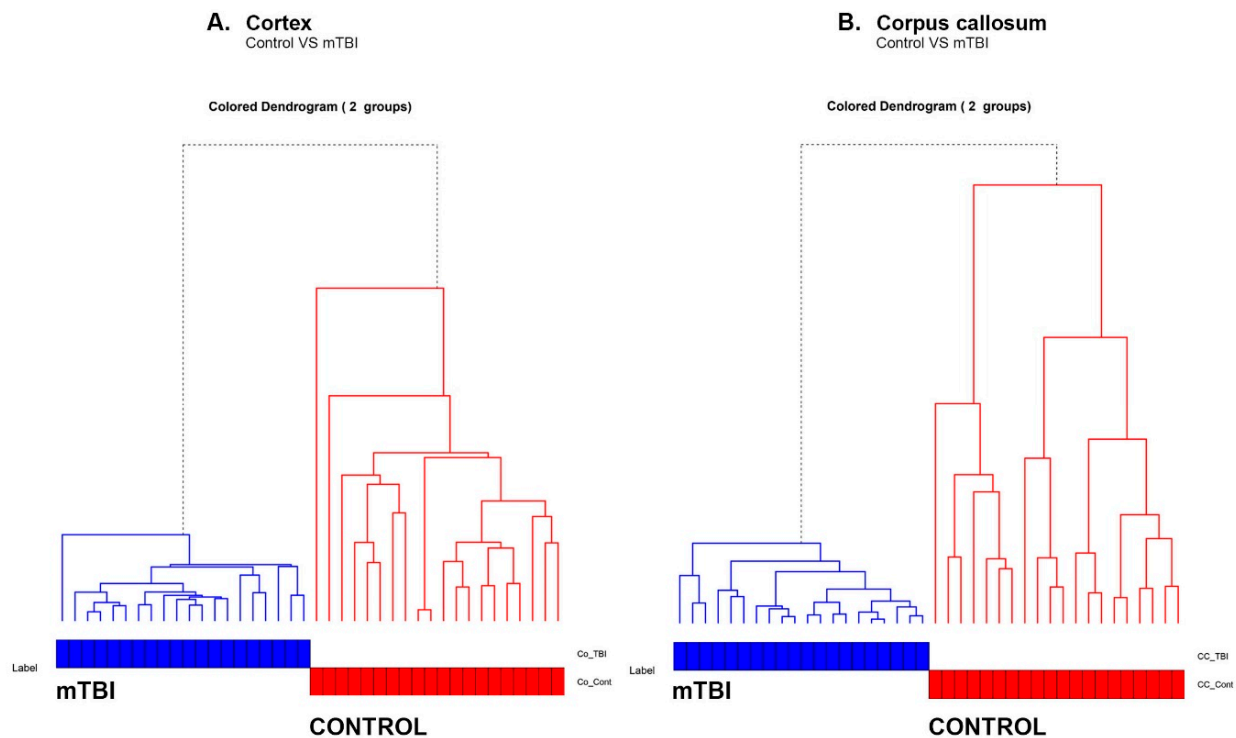 A. Cortex
Control VS mTBI
Colored Dendrogram ( 2 groups)
Label
Co_TBI
Co_Cont
mTBI
CONTROL
B. Corpus callosum
Control VS mTBI
Colored Dendrogram ( 2 groups)
Label
CC_TBI
CC_Cont
mTBI
CONTROL